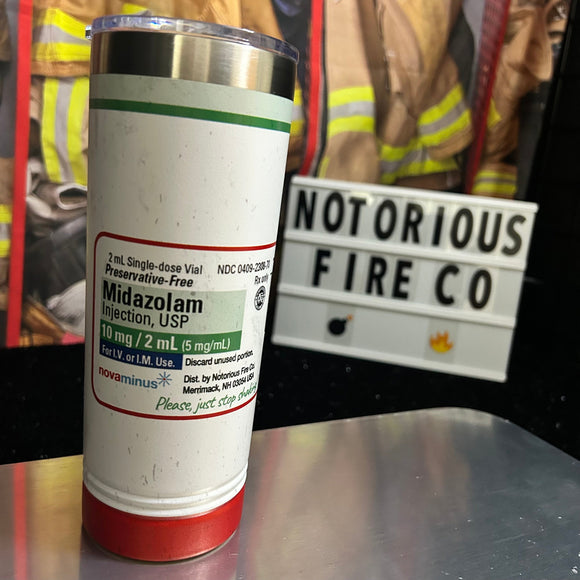 2 mL Single-dose Vial NDC 0409-2308-70
Preservative-Free Rx only
Midazolam
Injection, USP
10 mg / 2 mL (5 mg/mL)
For I.V. or I.M. Use. Discard unused portion.
novaminus
Dist. by Notorious Fire Co.
Merrimack, NH 03054 USA
Please, just stop shaking
NOTORIOUS
FIRE CO